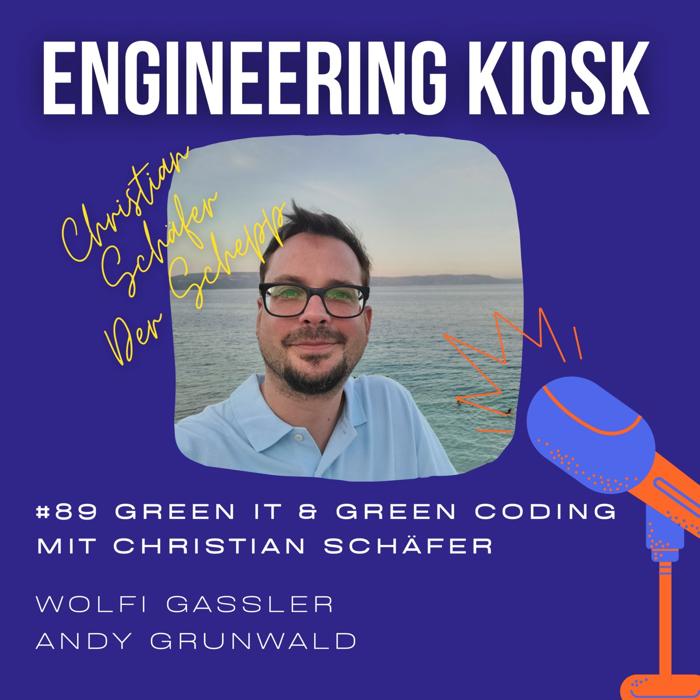 ENGINEERING KIOSK
Christian
Schäfer
Der Schepp
#89 GREEN IT & GREEN CODING
MIT CHRISTIAN SCHÄFER
WOLFI GASSLER
ANDY GRUNWALD